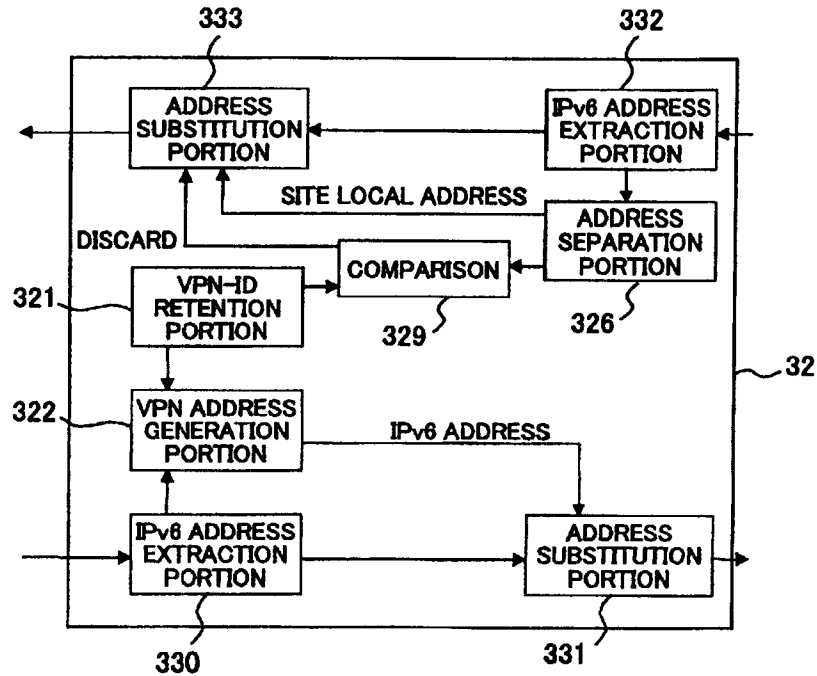 333
332
ADDRESS
SUBSTITUTION
PORTION
IPv6 ADDRESS
EXTRACTION
PORTION
SITE LOCAL ADDRESS
DISCARD
ADDRESS
SEPARATION
PORTION
COMPARISON
321
VPN-ID
RETENTION
PORTION
329
326
32
322
VPN ADDRESS
GENERATION
PORTION
IPv6 ADDRESS
IPv6 ADDRESS
EXTRACTION
PORTION
ADDRESS
SUBSTITUTION
PORTION
330
331